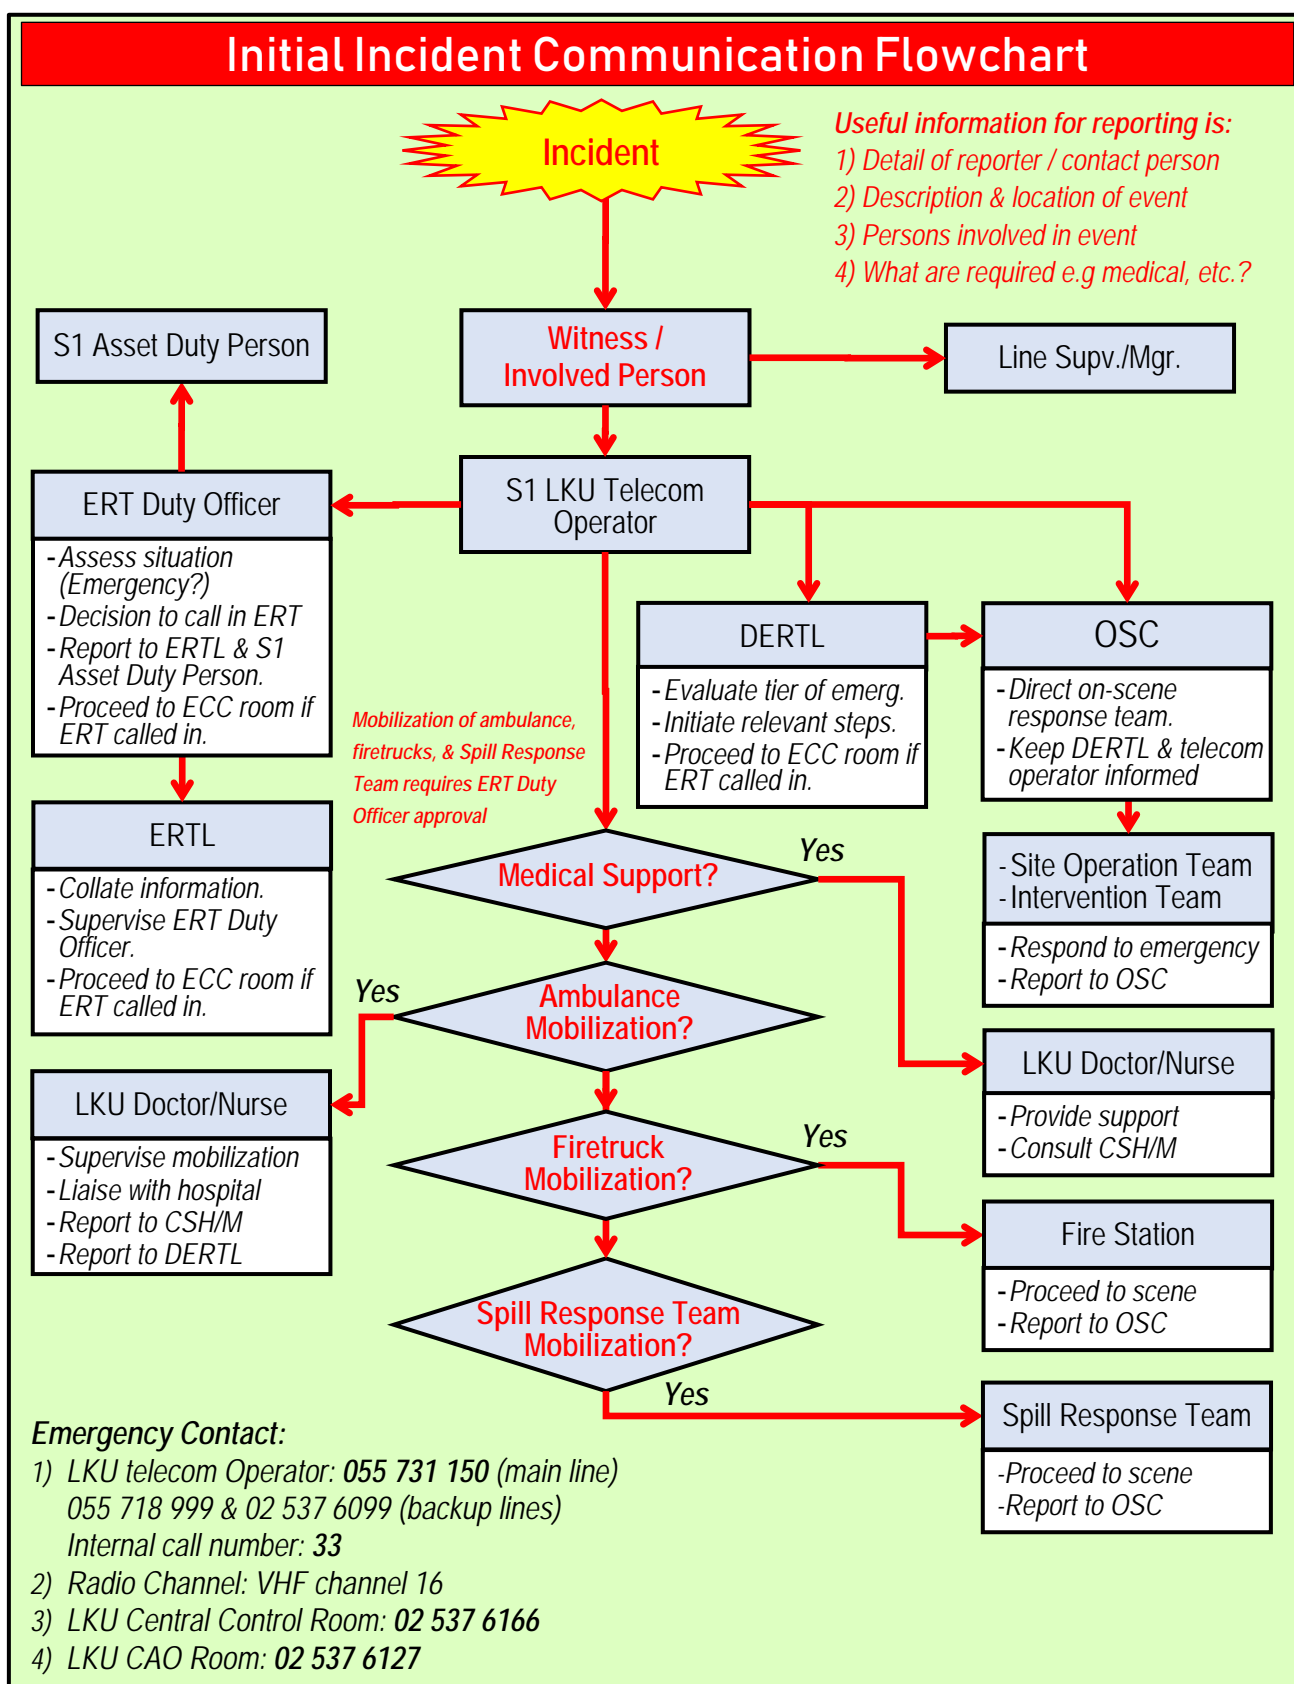 Initial Incident Communication Flowchart
Incident
Useful information for reporting is:
1) Detail of reporter / contact person
2) Description & location of event
3) Persons involved in event
4) What are required e.g medical, etc.?
S1 Asset Duty Person
Witness /
Involved Person
Line Supv./Mgr.
ERT Duty Officer
- Assess situation
(Emergency?)
- Decision to call in ERT
- Report to ERTL & S1
Asset Duty Person.
- Proceed to ECC room if
ERT called in.
S1 LKU Telecom
Operator
DERTL
- Evaluate tier of emerg.
- Initiate relevant steps.
- Proceed to ECC room if
ERT called in.
OSC
- Direct on-scene
response team.
- Keep DERTL & telecom
operator informed
Mobilization of ambulance,
firetrucks, & Spill Response
Team requires ERT Duty
Officer approval
ERTL
- Collate information.
- Supervise ERT Duty
Officer.
- Proceed to ECC room if
ERT called in.
Medical Support?
Yes
- Site Operation Team
- Intervention Team
- Respond to emergency
- Report to OSC
Ambulance
Mobilization?
Yes
LKU Doctor/Nurse
- Provide support
- Consult CSH/M
LKU Doctor/Nurse
- Supervise mobilization
- Liaise with hospital
- Report to CSH/M
- Report to DERTL
Firetruck
Mobilization?
Yes
Fire Station
- Proceed to scene
- Report to OSC
Spill Response Team
Mobilization?
Yes
Spill Response Team
-Proceed to scene
-Report to OSC
Emergency Contact:
1) LKU telecom Operator: 055 731 150 (main line)
055 718 999 & 02 537 6099 (backup lines)
Internal call number: 33
2) Radio Channel: VHF channel 16
3) LKU Central Control Room: 02 537 6166
4) LKU CAO Room: 02 537 6127